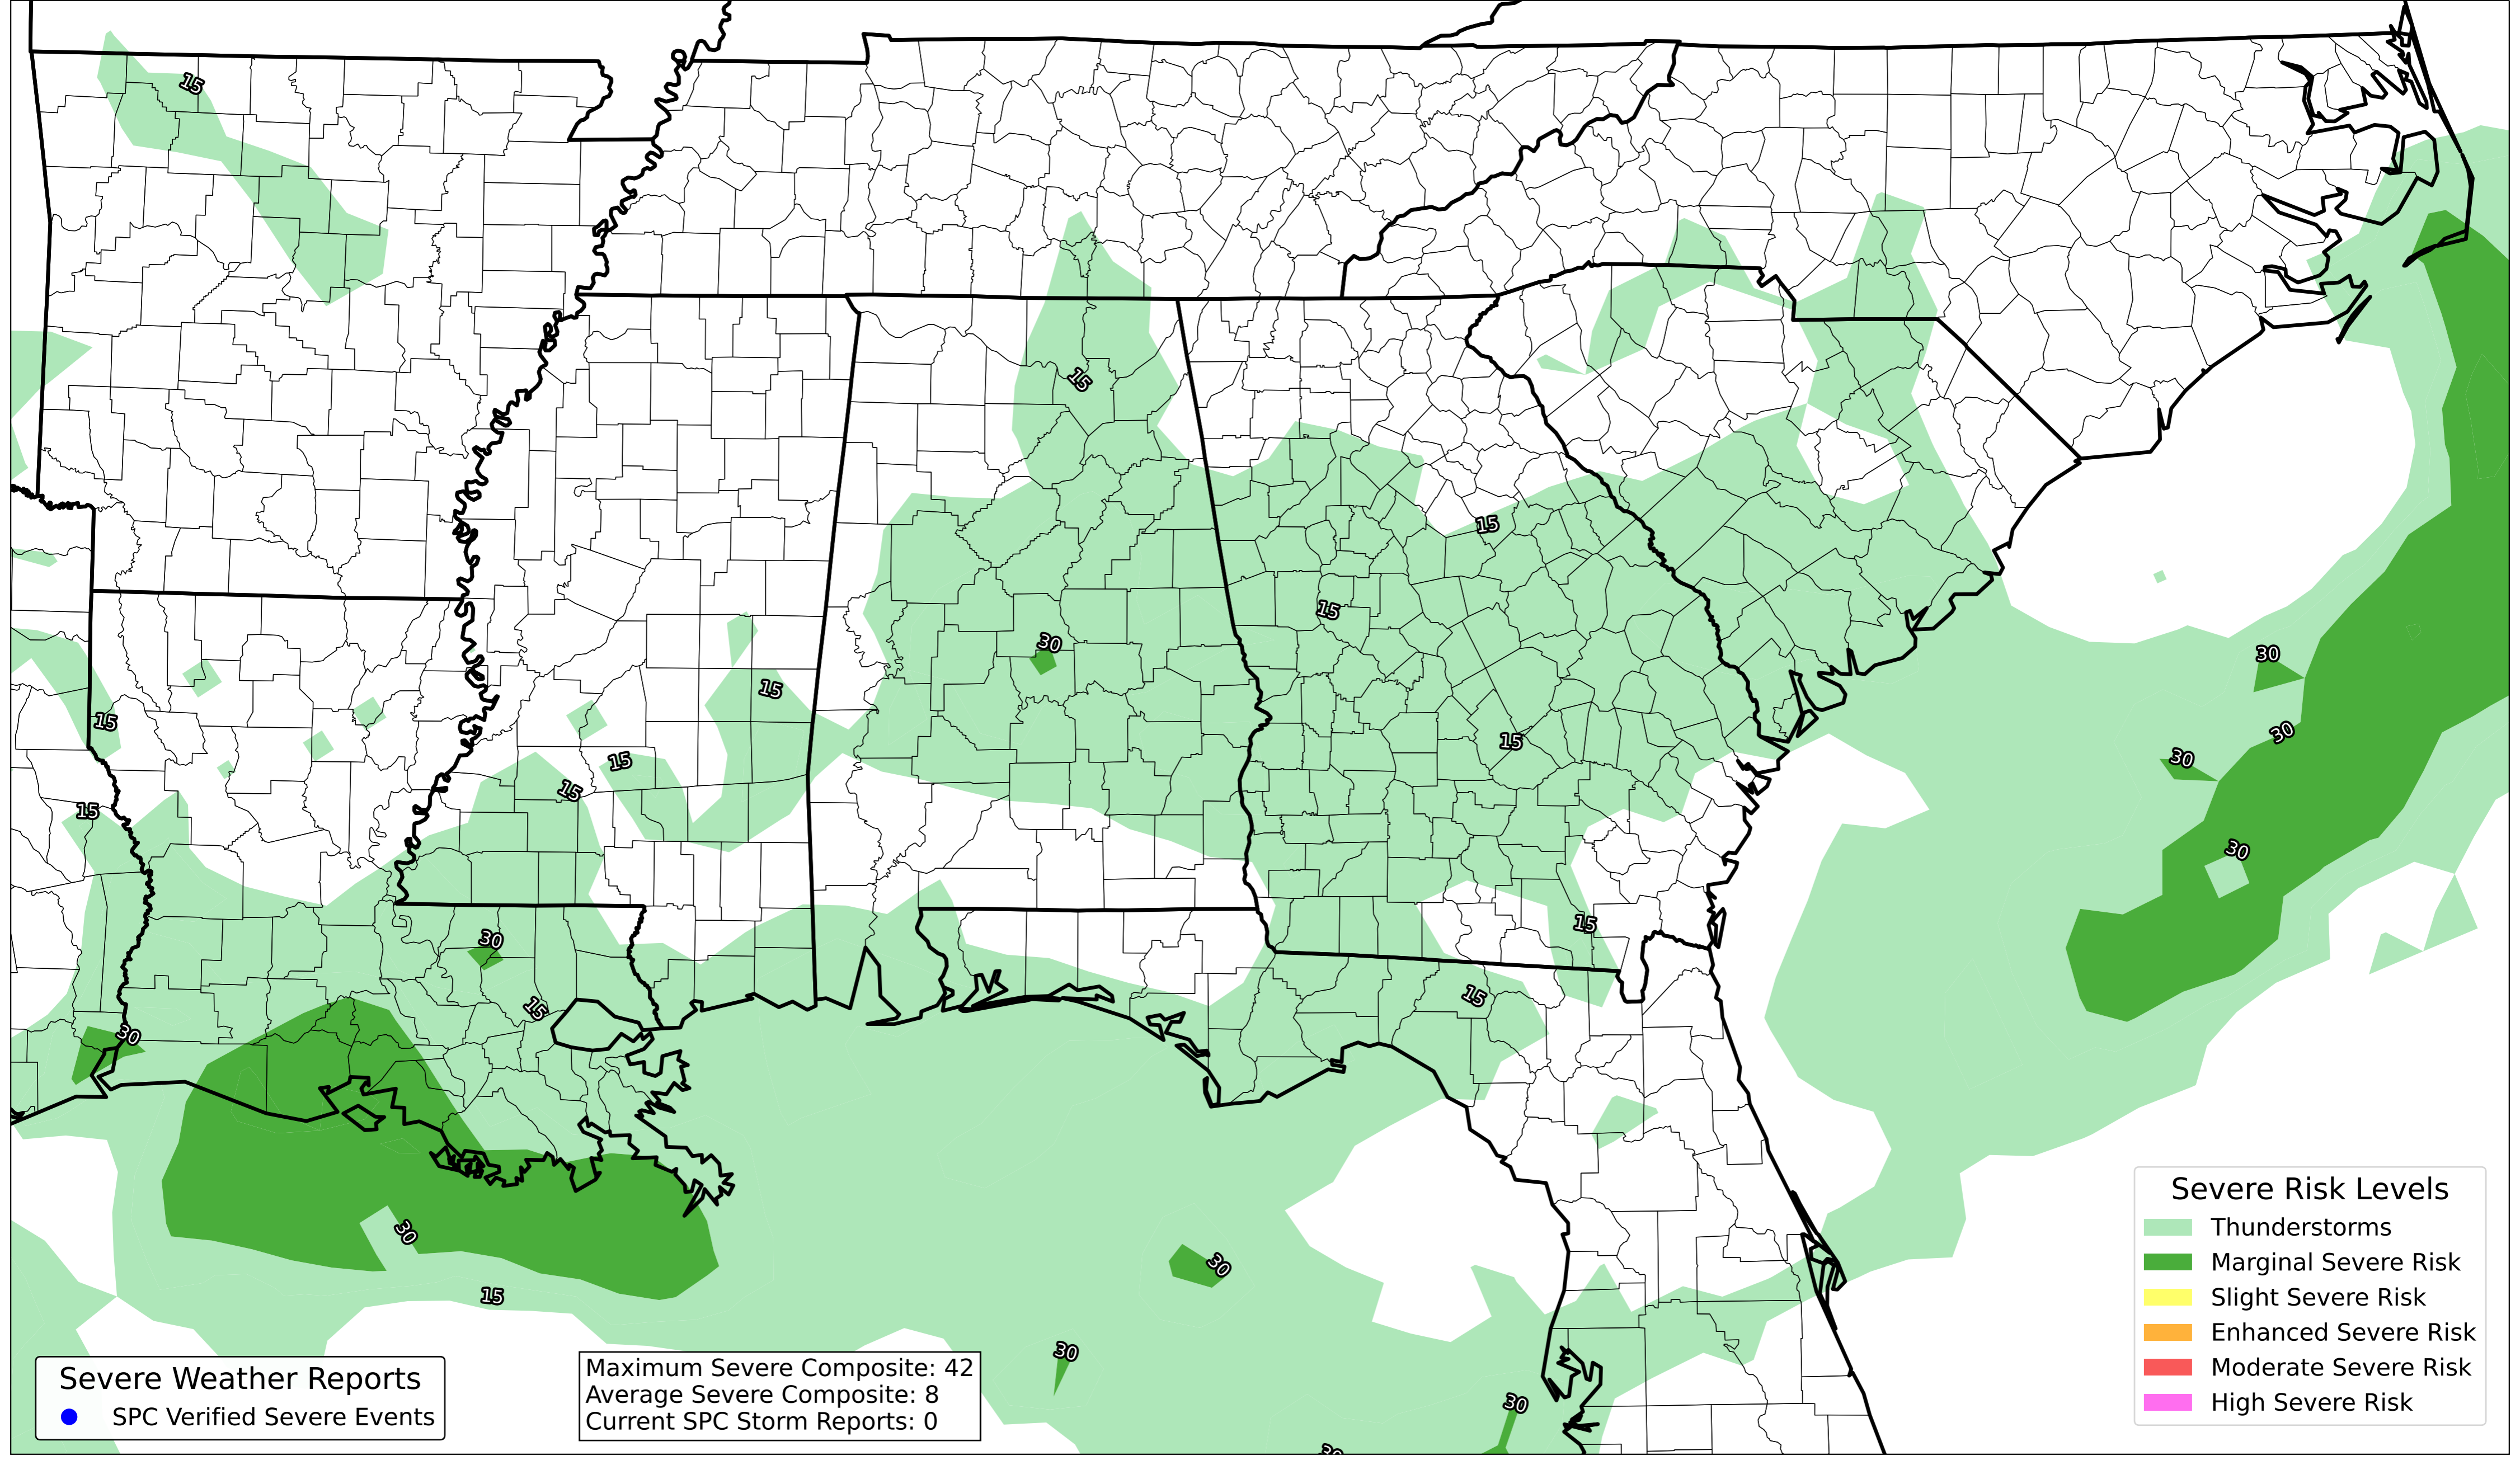 15
15
15
30
15
15
30
15
15
30
15
30
15
15
15
30
15
30
15
30
15
15
30
30
15
30
30
30
Severe Risk Levels
Thunderstorms
Marginal Severe Risk
Slight Severe Risk
Enhanced Severe Risk
Moderate Severe Risk
High Severe Risk
Severe Weather Reports
SPC Verified Severe Events
Maximum Severe Composite: 42
Average Severe Composite: 8
Current SPC Storm Reports: 0